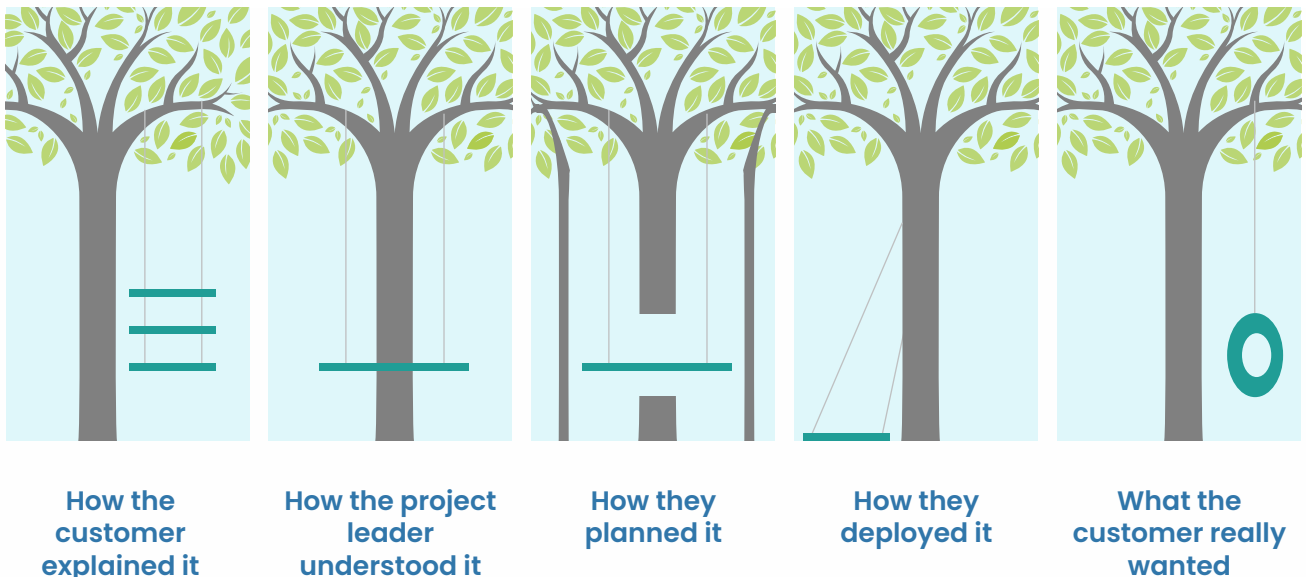 How the
customer
explained it
How the project
leader
understood it
How they
planned it
How they
deployed it
What the
customer really
wanted